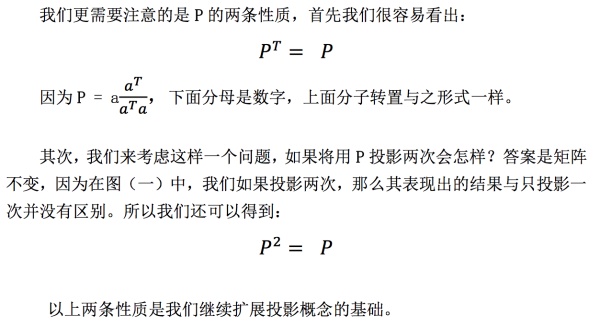 我们更需要注意的是 P 的两条性质，首先我们很容易看出：
P^T = P
因为 P = a a^T/a^Ta， 下面分母是数字，上面分子转置与之形式一样。
其次，我们来考虑这样一个问题，如果将用 P 投影两次会怎样？答案是矩阵
不变，因为在图（一）中，我们如果投影两次，那么其表现出的结果与只投影一
次并没有区别。所以我们还可以得到：
P^2 = P
以上两条性质是我们继续扩展投影概念的基础。